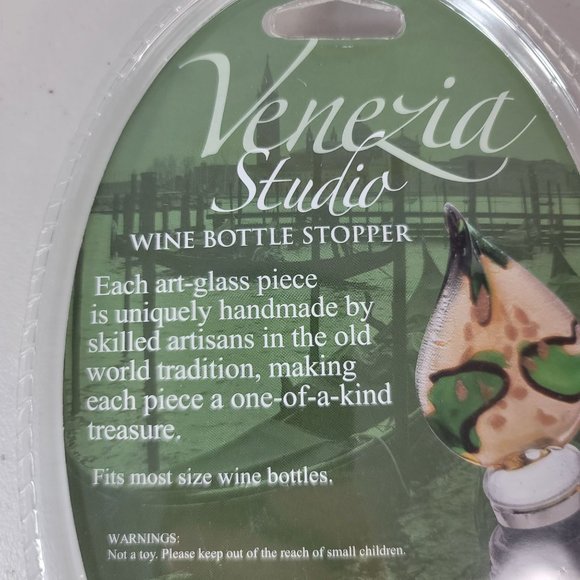 Venezia
Studio
WINE BOTTLE STOPPER
Each art-glass piece
is uniquely handmade by
skilled artisans in the old
world tradition, making
each piece a one-of-a-kind
treasure.
Fits most size wine bottles.
WARNINGS:
Not a toy. Please keep out of the reach of small children.